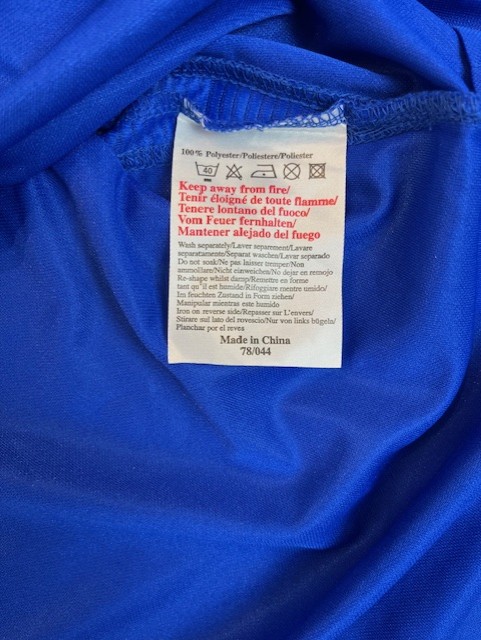 100% Polyester/Poliestere/Poliester
40
Keep away from fire/
Tenir éloigné de toute flamme/
Tenere lontano del fuoco/
Vom Feuer fernhalten/
Mantener alejado del fuego
Wash separately/Laver separement/Lavare
separatamente/Separat waschen/Lavar separado
Do not soak/Ne pas laisser tremper/Non
ammollare/Nicht einweichen/No dejar en remojo
Re-shape whilst damp/Remettre en forme
tant qu'il est humide/Rifoggiare mentre umido/
Im feuchten Zustand in Form ziehen/
Manipular mientras este humido
Iron on reverse side/Repasser sur L'envers/
Stirare sul lato del rovescio/Nur von links bügeln/
Planchar por el reves
Made in China
78/044